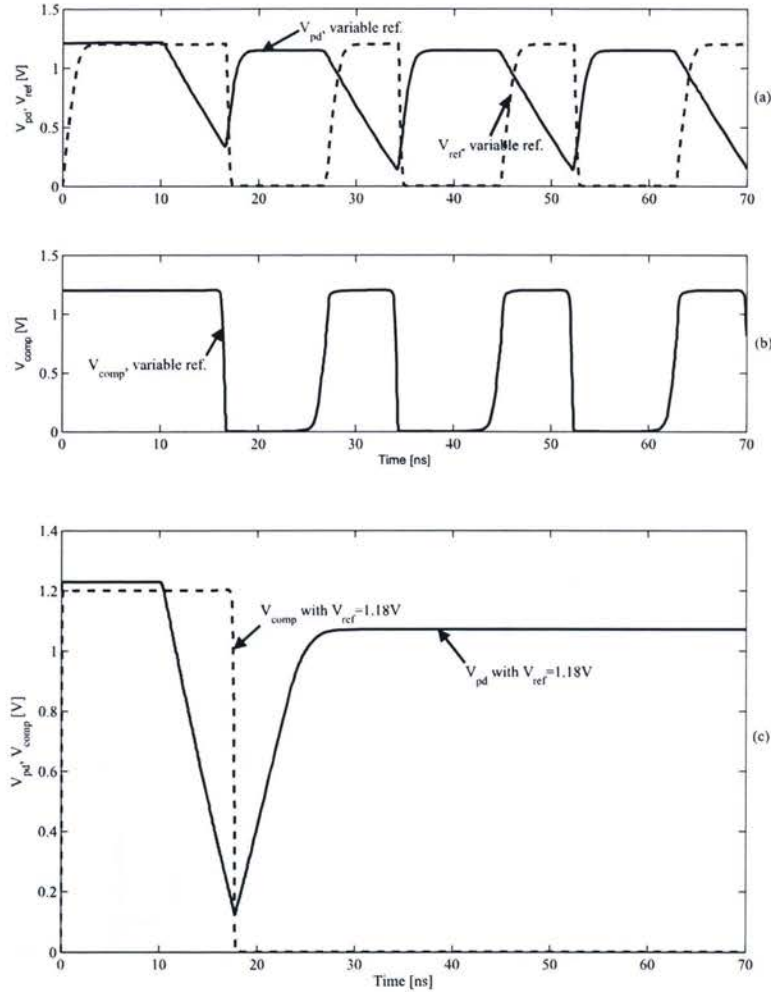 1.5
1
0.5
0
V_pd, V_ref [V]
V_pd, variable ref.
V_ref, variable ref.
(a)
0 10 20 30 40 50 60 70
1.5
1
0.5
0
V_comp [V]
V_comp, variable ref.
(b)
0 10 20 30 40 50 60 70
Time [ns]
1.4
1.2
1
0.8
0.6
0.4
0.2
0
V_pd, V_comp [V]
V_comp with V_ref=1.18V
V_pd with V_ref=1.18V
(c)
0 10 20 30 40 50 60 70
Time [ns]